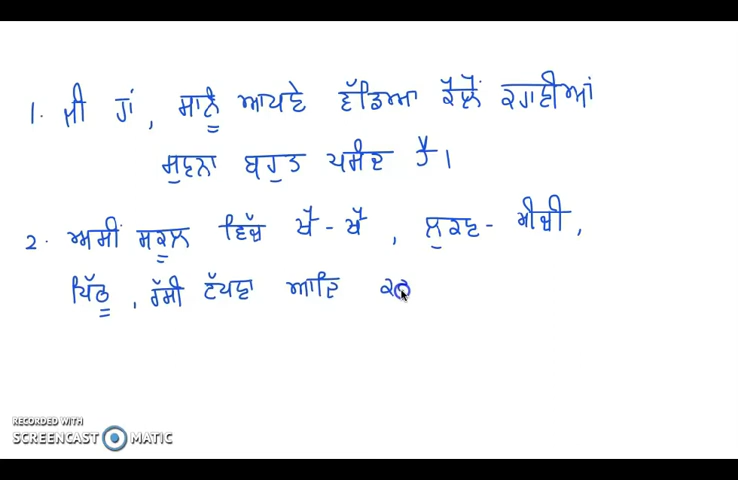 1. ਜੀ ਹਾਂ, ਸਾਨੂੰ ਆਪਣੇ ਵੱਡਿਆ ਕੋਲੋਂ ਕਹਾਣੀਆਂ
ਸੁਣਨਾ ਬਹੁਤ ਪਸੰਦ ਹੈ।
2. ਅਸੀਂ ਸਕੂਲ ਵਿੱਚ ਖੋ-ਖੋ, ਲੁਕਣ-ਮੀਚੀ,
ਪਿੱਠੂ, ਰੱਸੀ ਟੱਪਣਾ ਆਦਿ
RECORDED WITH
SCREENCAST MATIC